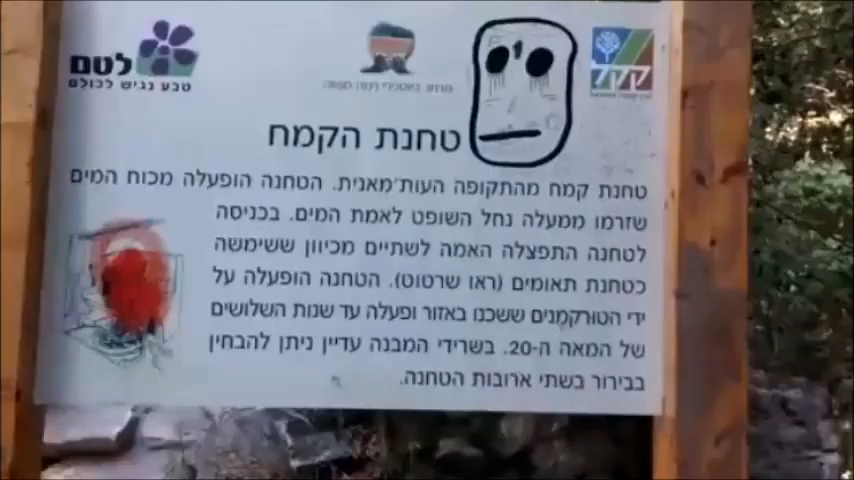 לטם
טבע נגיש לכולם
קקל
טחנת הקמח
טחנת קמח מהתקופה העות'מאנית. הטחנה הופעלה מכוח המים
שזרמו ממעלה נחל השופט לאמת המים. בכניסה
לטחנה התפצלה האמה לשתיים מכיוון ששימשה
כטחנת תאומים (ראו שרטוט). הטחנה הופעלה על
ידי הטורקמנים ששכנו באזור ופעלה עד שנות השלושים
של המאה ה-20. בשרידי המבנה עדיין ניתן להבחין
בבירור בשתי ארובות הטחנה.